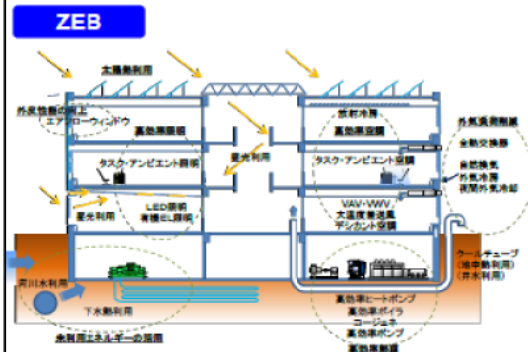 ZEB
太陽熱利用
外皮性能の向上
エアフローウィンドウ
高効率照明
放射冷房
高効率空調
外気負荷削減
全熱交換器
タスク・アンビエント照明
昼光利用
タスク・アンビエント空調
自然換気
外気冷房
夜間外気冷却
昼光利用
LED照明
有機EL照明
VAV・VWV
大温度差送風
デシカント空調
クールチューブ
(地中熱利用)
(井水利用)
河川水利用
下水熱利用
高効率ヒートポンプ
高効率ボイラ
コージェネ
高効率ポンプ
高効率熱源
未利用エネルギーの活用